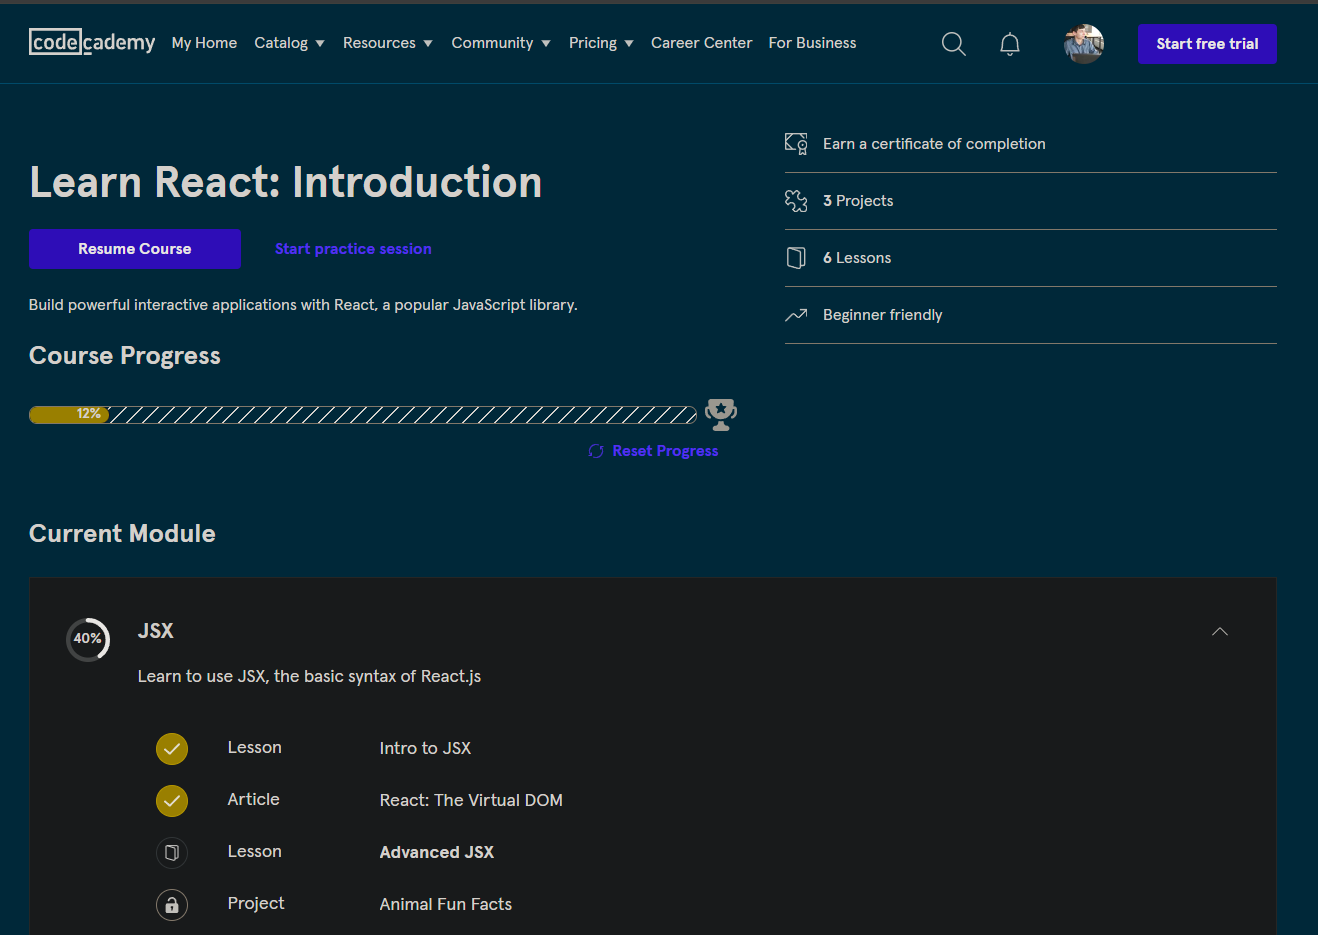 codecademy My Home Catalog Resources Community Pricing Career Center For Business Start free trial
Learn React: Introduction
Resume Course Start practice session
Build powerful interactive applications with React, a popular JavaScript library.
Course Progress
12%
Reset Progress
Earn a certificate of completion
3 Projects
6 Lessons
Beginner friendly
Current Module
40% JSX
Learn to use JSX, the basic syntax of React.js
Lesson Intro to JSX
Article React: The Virtual DOM
Lesson Advanced JSX
Project Animal Fun Facts